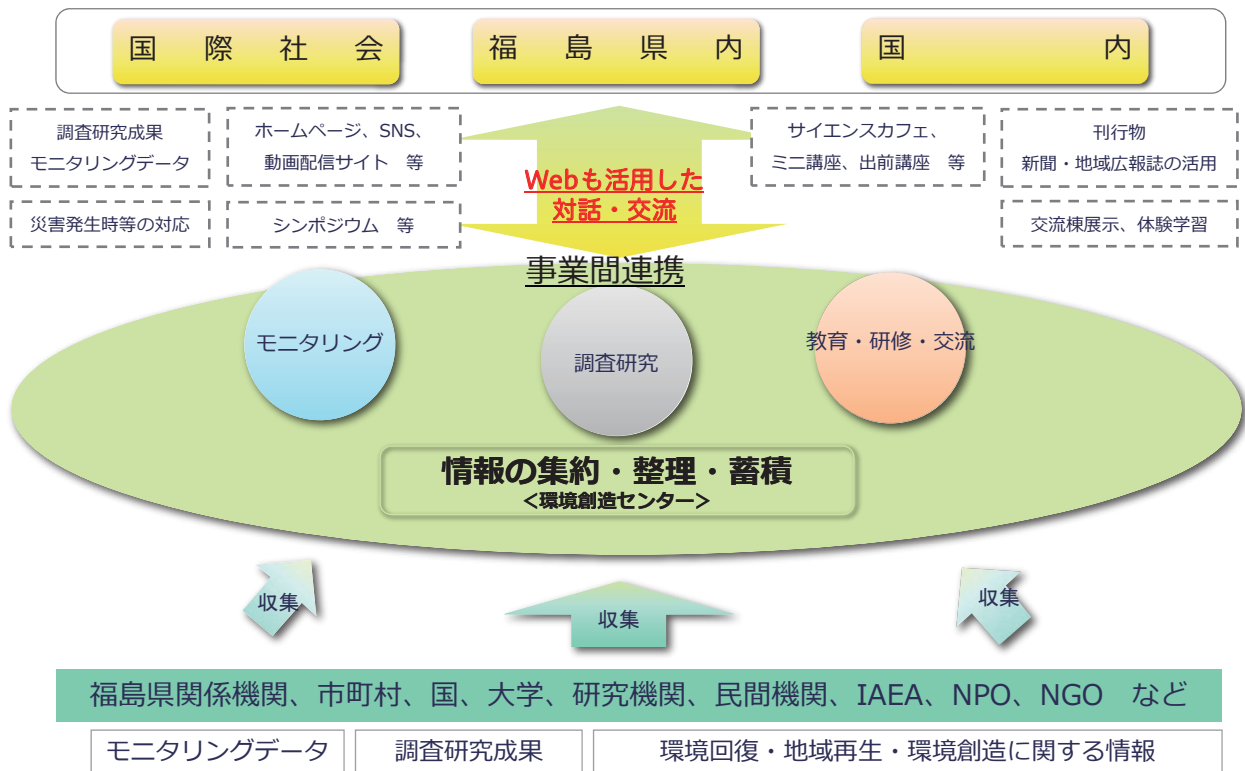 国際社会
福島県内
国内
調査研究成果
モニタリングデータ
ホームページ、SNS、
動画配信サイト　等
サイエンスカフェ、
ミニ講座、出前講座　等
刊行物
新聞・地域広報誌の活用
Webも活用した
対話・交流
災害発生時等の対応
シンポジウム　等
交流棟展示、体験学習
事業間連携
モニタリング
調査研究
教育・研修・交流
情報の集約・整理・蓄積
<環境創造センター>
収集
収集
収集
福島県関係機関、市町村、国、大学、研究機関、民間機関、IAEA、NPO、NGO　など
モニタリングデータ
調査研究成果
環境回復・地域再生・環境創造に関する情報